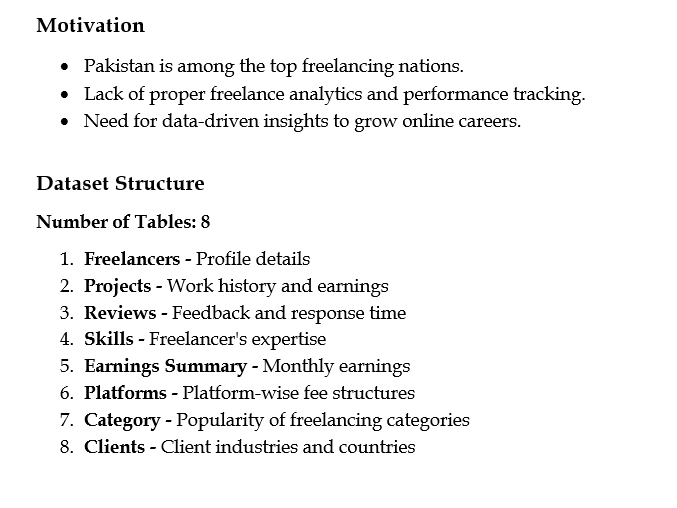 Motivation
• Pakistan is among the top freelancing nations.
• Lack of proper freelance analytics and performance tracking.
• Need for data-driven insights to grow online careers.
Dataset Structure
Number of Tables: 8
1. Freelancers - Profile details
2. Projects - Work history and earnings
3. Reviews - Feedback and response time
4. Skills - Freelancer's expertise
5. Earnings Summary - Monthly earnings
6. Platforms - Platform-wise fee structures
7. Category - Popularity of freelancing categories
8. Clients - Client industries and countries